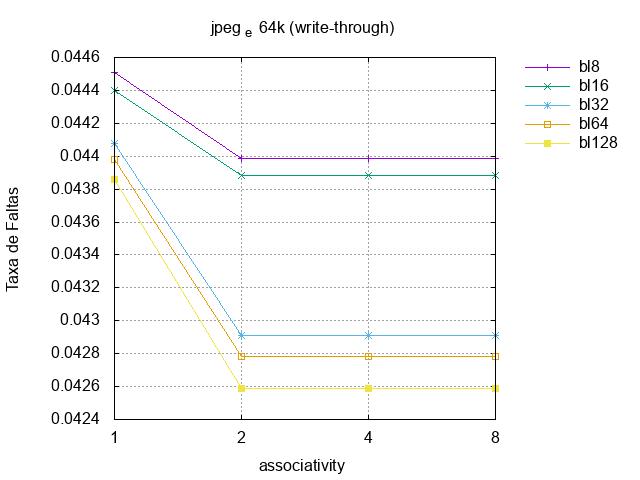 jpeg e 64k (write-through)
bl8
bl16
bl32
bl64
bl128
0.0446
0.0444
0.0442
0.044
0.0438
0.0436
0.0434
0.0432
0.043
0.0428
0.0426
0.0424
Taxa de Faltas
1 2 4 8
associativity